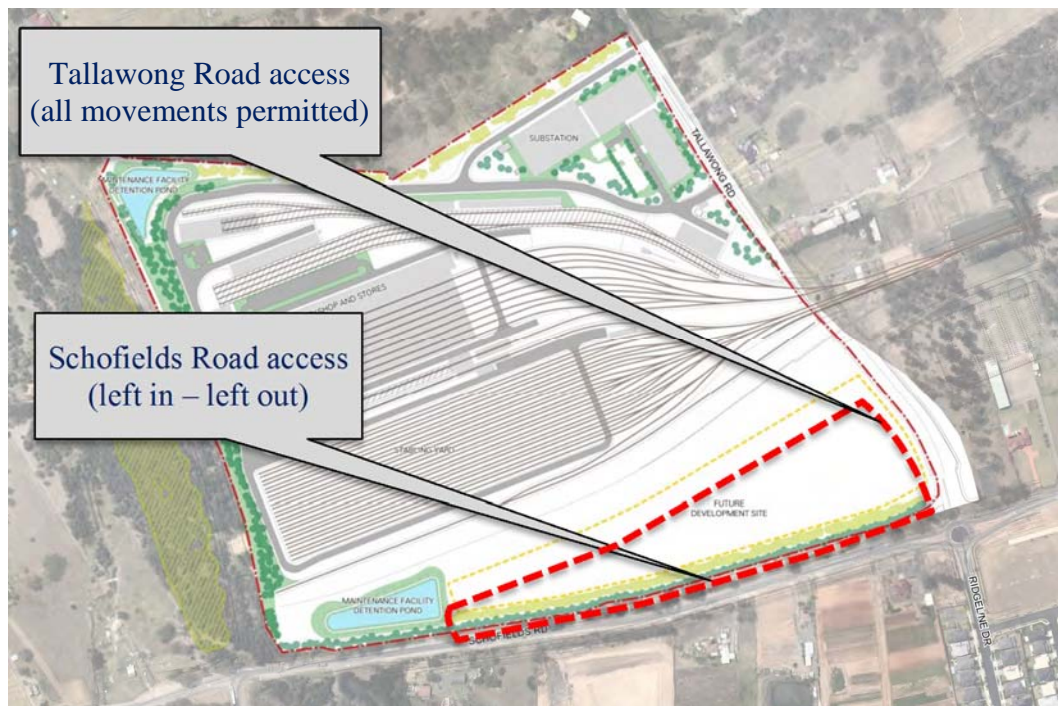 Tallawong Road access
(all movements permitted)
SUBSTATION
TALLAWONG RD
MAINTENANCE FACILITY
DETENTION POND
SHOP AND STORES
Schofields Road access
(left in – left out)
STABLING YARD
FUTURE
DEVELOPMENT SITE
MAINTENANCE FACILITY
DETENTION POND
SCHOFIELDS RD
RIDGELINE DR